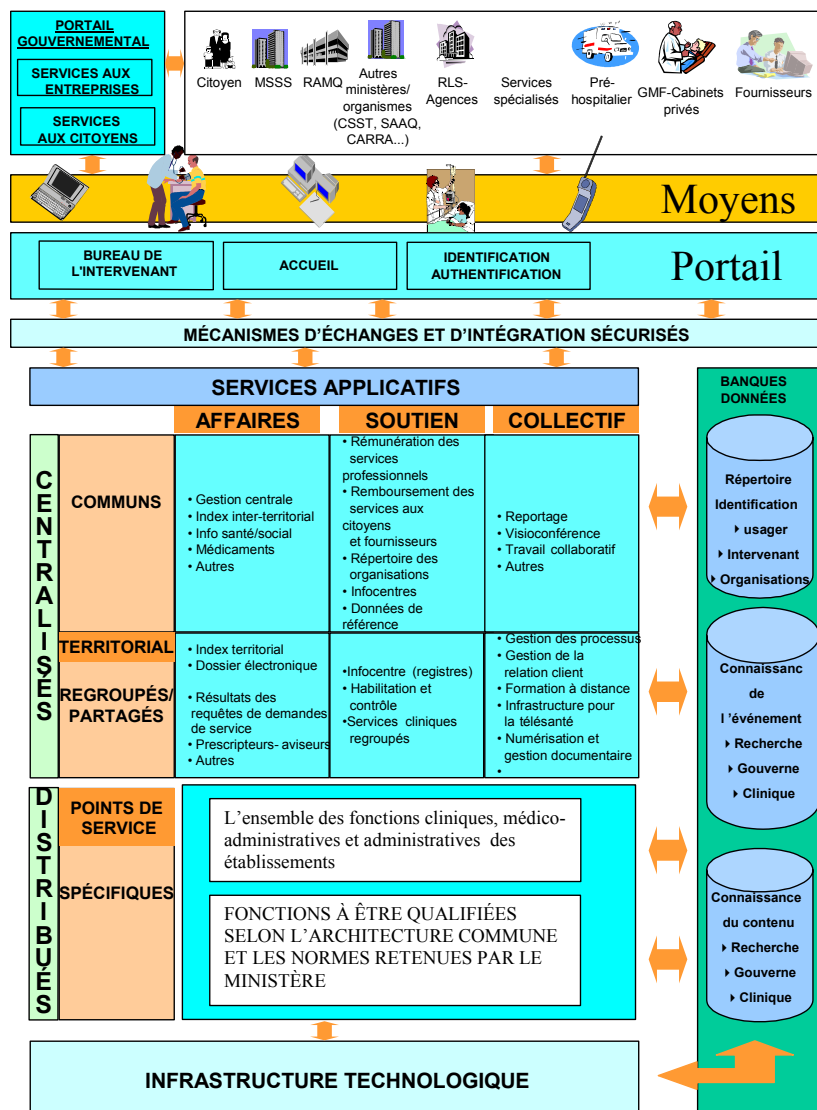 PORTAIL
GOUVERNEMENTAL
SERVICES AUX
ENTREPRISES
SERVICES
AUX CITOYENS
Citoyen
MSSS
RAMQ
Autres
ministères/
organismes
(CSST, SAAQ,
CARRA...)
RLS-
Agences
Services
spécialisés
Pré-
hospitalier
GMF-Cabinets
privés
Fournisseurs
Moyens
BUREAU DE
L'INTERVENANT
ACCUEIL
IDENTIFICATION
AUTHENTIFICATION
Portail
MÉCANISMES D'ÉCHANGES ET D'INTÉGRATION SÉCURISÉS
SERVICES APPLICATIFS
AFFAIRES
SOUTIEN
COLLECTIF
CENTRALISÉS
COMMUNS
• Gestion centrale
• Index inter-territorial
• Info santé/social
• Médicaments
• Autres
• Rémunération des
services
professionnels
• Remboursement des
services aux
citoyens
et fournisseurs
• Répertoire des
organisations
• Infocentres
• Données de
référence
• Reportage
• Visioconférence
• Travail collaboratif
• Autres
TERRITORIAL
REGROUPÉS/
PARTAGÉS
• Index territorial
• Dossier électronique
• Résultats des
requêtes de demandes
de service
• Prescripteurs- aviseurs
• Autres
•Infocentre (registres)
• Habilitation et
contrôle
•Services cliniques
regroupés
• Gestion des processus
• Gestion de la
relation client
• Formation à distance
• Infrastructure pour
la télésanté
• Numérisation et
gestion documentaire
•
DISTRIBUÉS
POINTS DE
SERVICE
SPÉCIFIQUES
L'ensemble des fonctions cliniques, médico-
administratives et administratives des
établissements
FONCTIONS À ÊTRE QUALIFIÉES
SELON L'ARCHITECTURE COMMUNE
ET LES NORMES RETENUES PAR LE
MINISTÈRE
BANQUES
DONNÉES
Répertoire
Identification
usager
Intervenant
Organisations
Connaissanc
de
l 'événement
Recherche
Gouverne
Clinique
Connaissance
du contenu
Recherche
Gouverne
Clinique
INFRASTRUCTURE TECHNOLOGIQUE